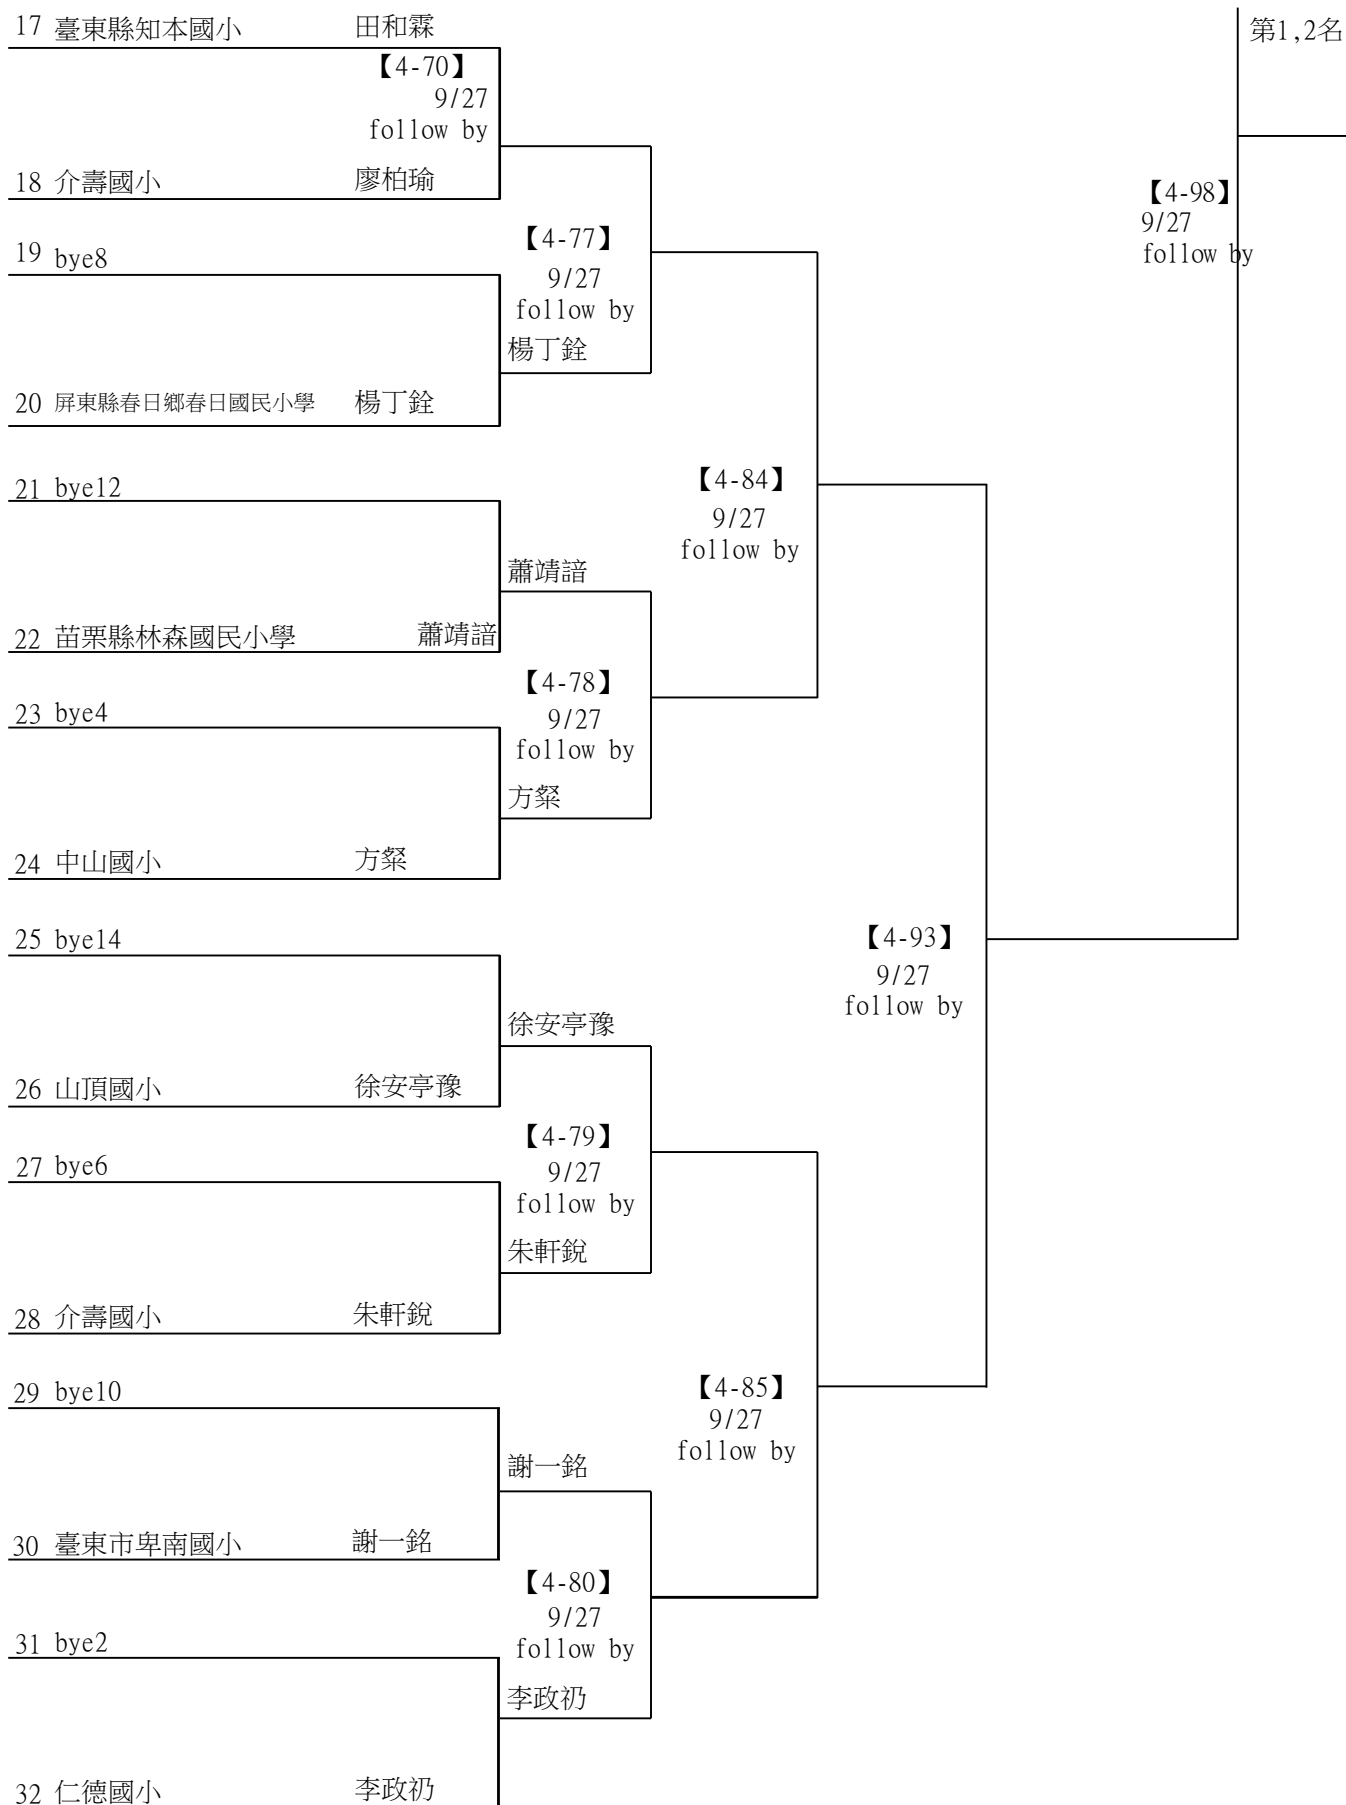 17 臺東縣知本國小 田和霖
第1,2名
【4-70】
9/27
follow by
18 介壽國小 廖柏瑜
【4-98】
9/27
follow by
19 bye8
【4-77】
9/27
follow by
楊丁銓
20 屏東縣春日鄉春日國民小學 楊丁銓
21 bye12
【4-84】
9/27
follow by
蕭靖諳
22 苗栗縣林森國民小學 蕭靖諳
【4-78】
9/27
follow by
23 bye4
方粲
24 中山國小 方粲
25 bye14
【4-93】
9/27
follow by
徐安亭豫
26 山頂國小 徐安亭豫
【4-79】
9/27
follow by
27 bye6
朱軒銳
28 介壽國小 朱軒銳
29 bye10
【4-85】
9/27
follow by
謝一銘
30 臺東市卑南國小 謝一銘
【4-80】
9/27
follow by
31 bye2
李政礽
32 仁德國小 李政礽